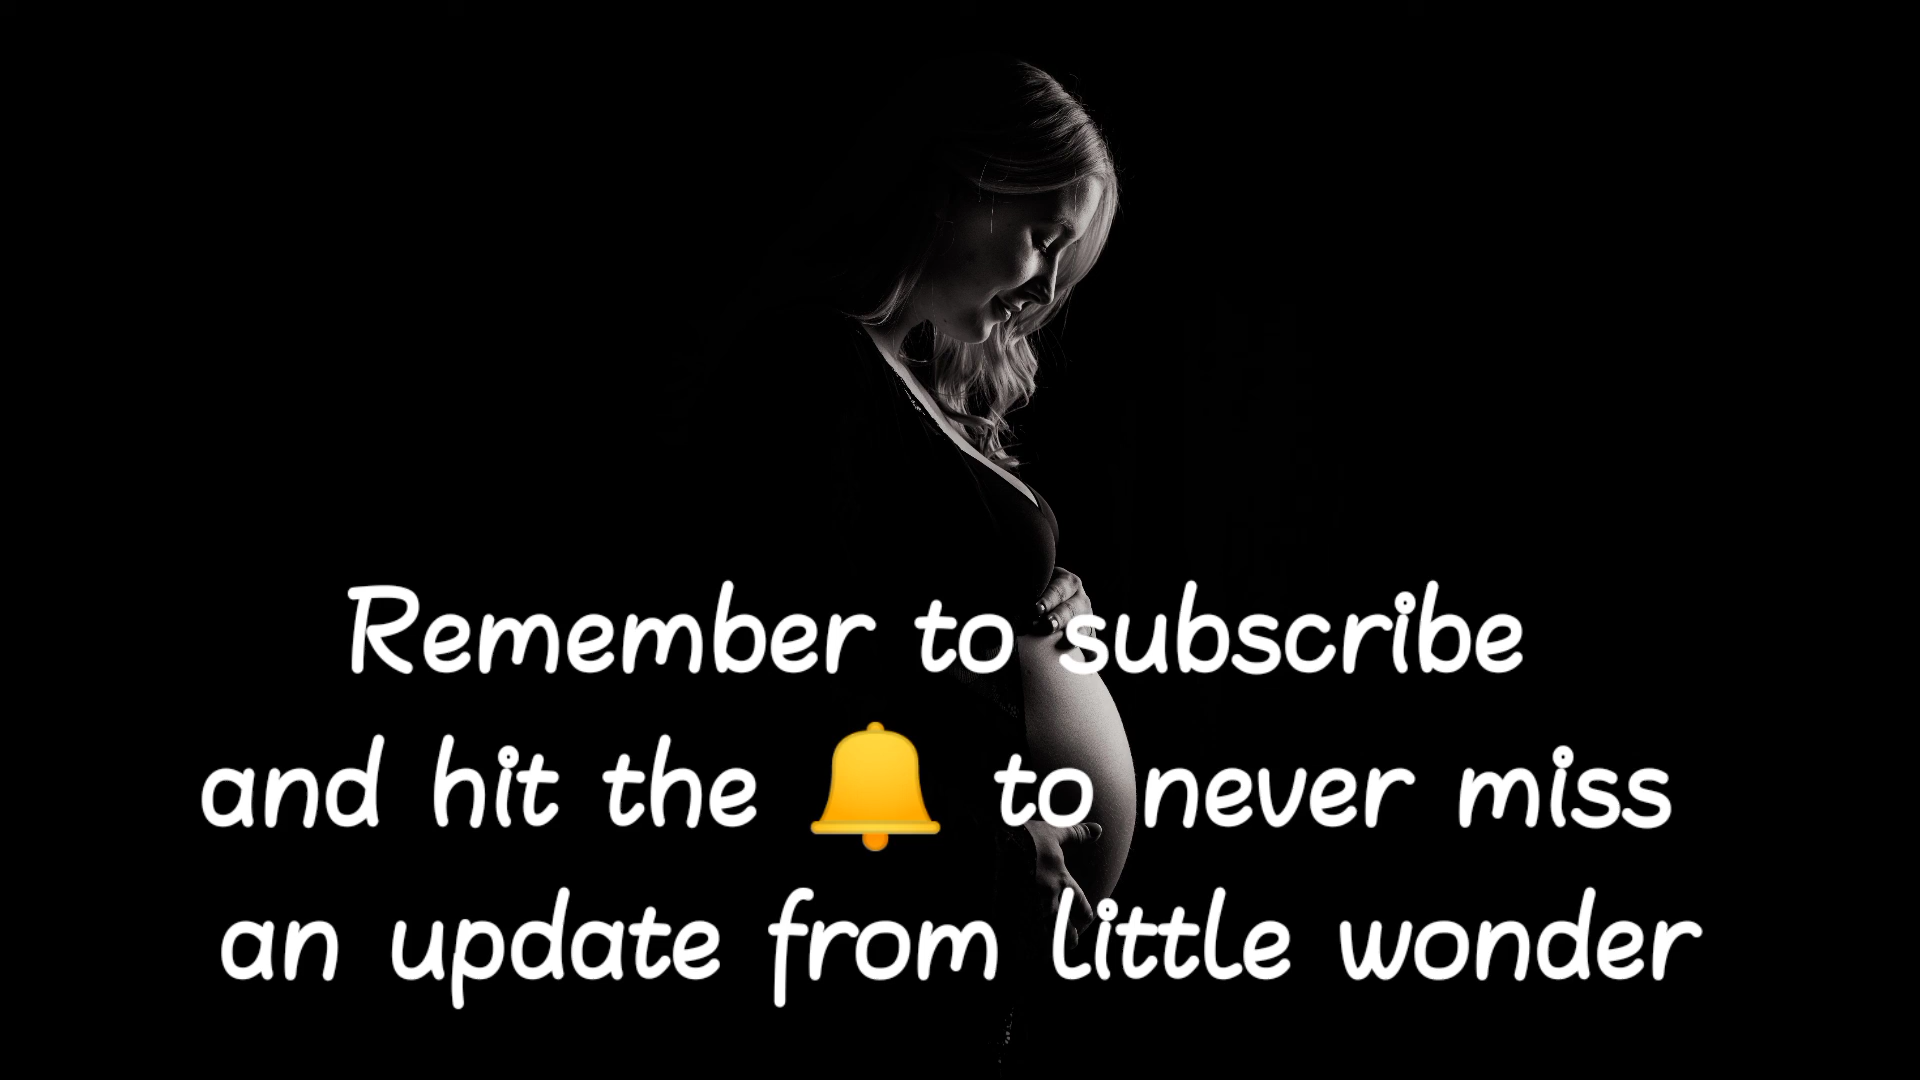 Remember to subscribe
and hit the 🔔 to never miss
an update from little wonder